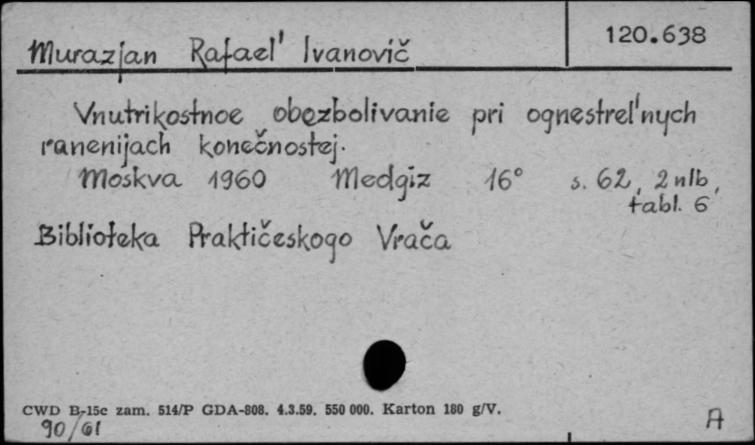 Murazjan Rafael' Ivanovič 120.638
Vnutrikostnoe obezbolivanie pri ognestrel'nych
ranenijach konečnostej.
Moskva 1960 Medgiz 16° s. 62, 2 nlb,
tabl. 6
Biblioteka Praktičeskogo Vrača
CWD B-15c zam. 514/P GDA-808. 4.3.59. 550 000. Karton 180 g/V.
90/61 A